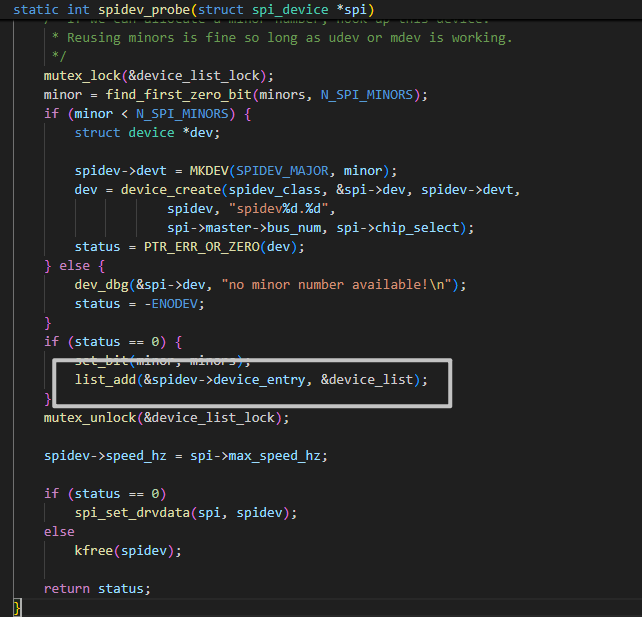 static int spidev_probe(struct spi_device *spi)
/* If we can allocate a minor number, hook up this device.
* Reusing minors is fine so long as udev or mdev is working.
*/
mutex_lock(&device_list_lock);
minor = find_first_zero_bit(minors, N_SPI_MINORS);
if (minor < N_SPI_MINORS) {
struct device *dev;
spidev->devt = MKDEV(SPIDEV_MAJOR, minor);
dev = device_create(spidev_class, &spi->dev, spidev->devt,
spidev, "spidev%d.%d",
spi->master->bus_num, spi->chip_select);
status = PTR_ERR_OR_ZERO(dev);
} else {
dev_dbg(&spi->dev, "no minor number available!\n");
status = -ENODEV;
}
if (status == 0) {
set_bit(minor, minors);
list_add(&spidev->device_entry, &device_list);
}
mutex_unlock(&device_list_lock);
spidev->speed_hz = spi->max_speed_hz;
if (status == 0)
spi_set_drvdata(spi, spidev);
else
kfree(spidev);
return status;
}